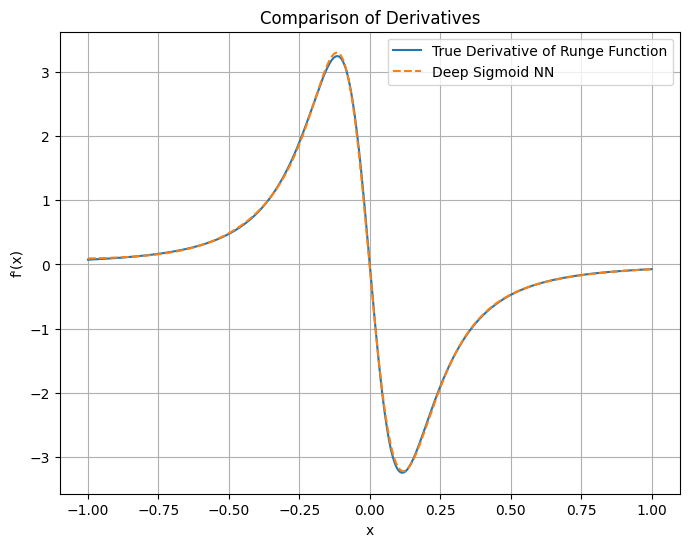 Comparison of Derivatives
True Derivative of Runge Function
Deep Sigmoid NN
f'(x)
3
2
1
0
−1
−2
−3
−1.00 −0.75 −0.50 −0.25 0.00 0.25 0.50 0.75 1.00
x